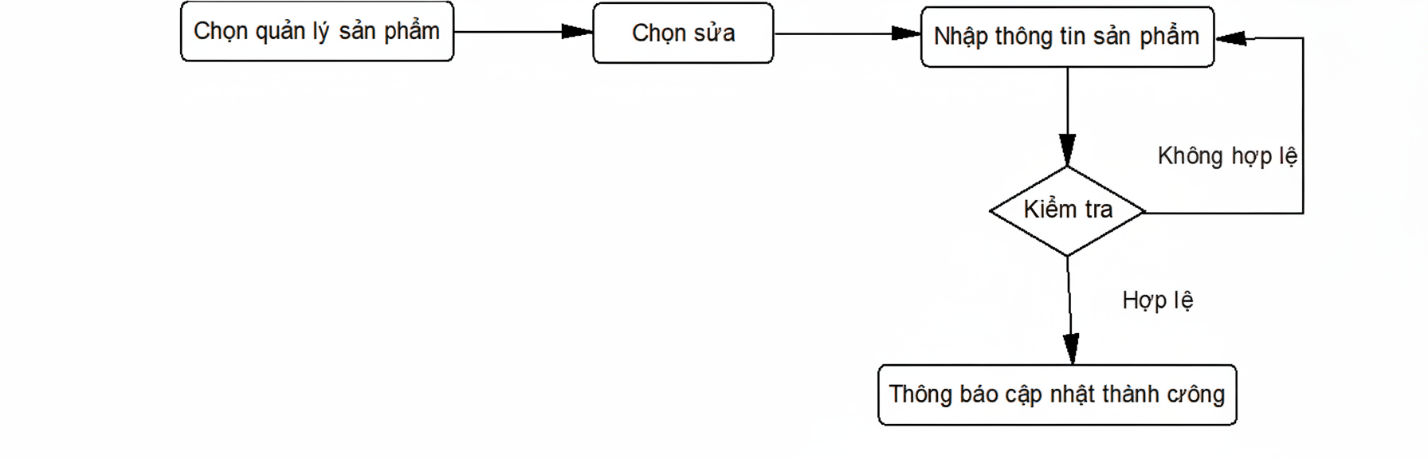 Chọn quản lý sản phẩm
Chọn sửa
Nhập thông tin sản phẩm
Không hợp lệ
Kiểm tra
Hợp lệ
Thông báo cập nhật thành cƣông